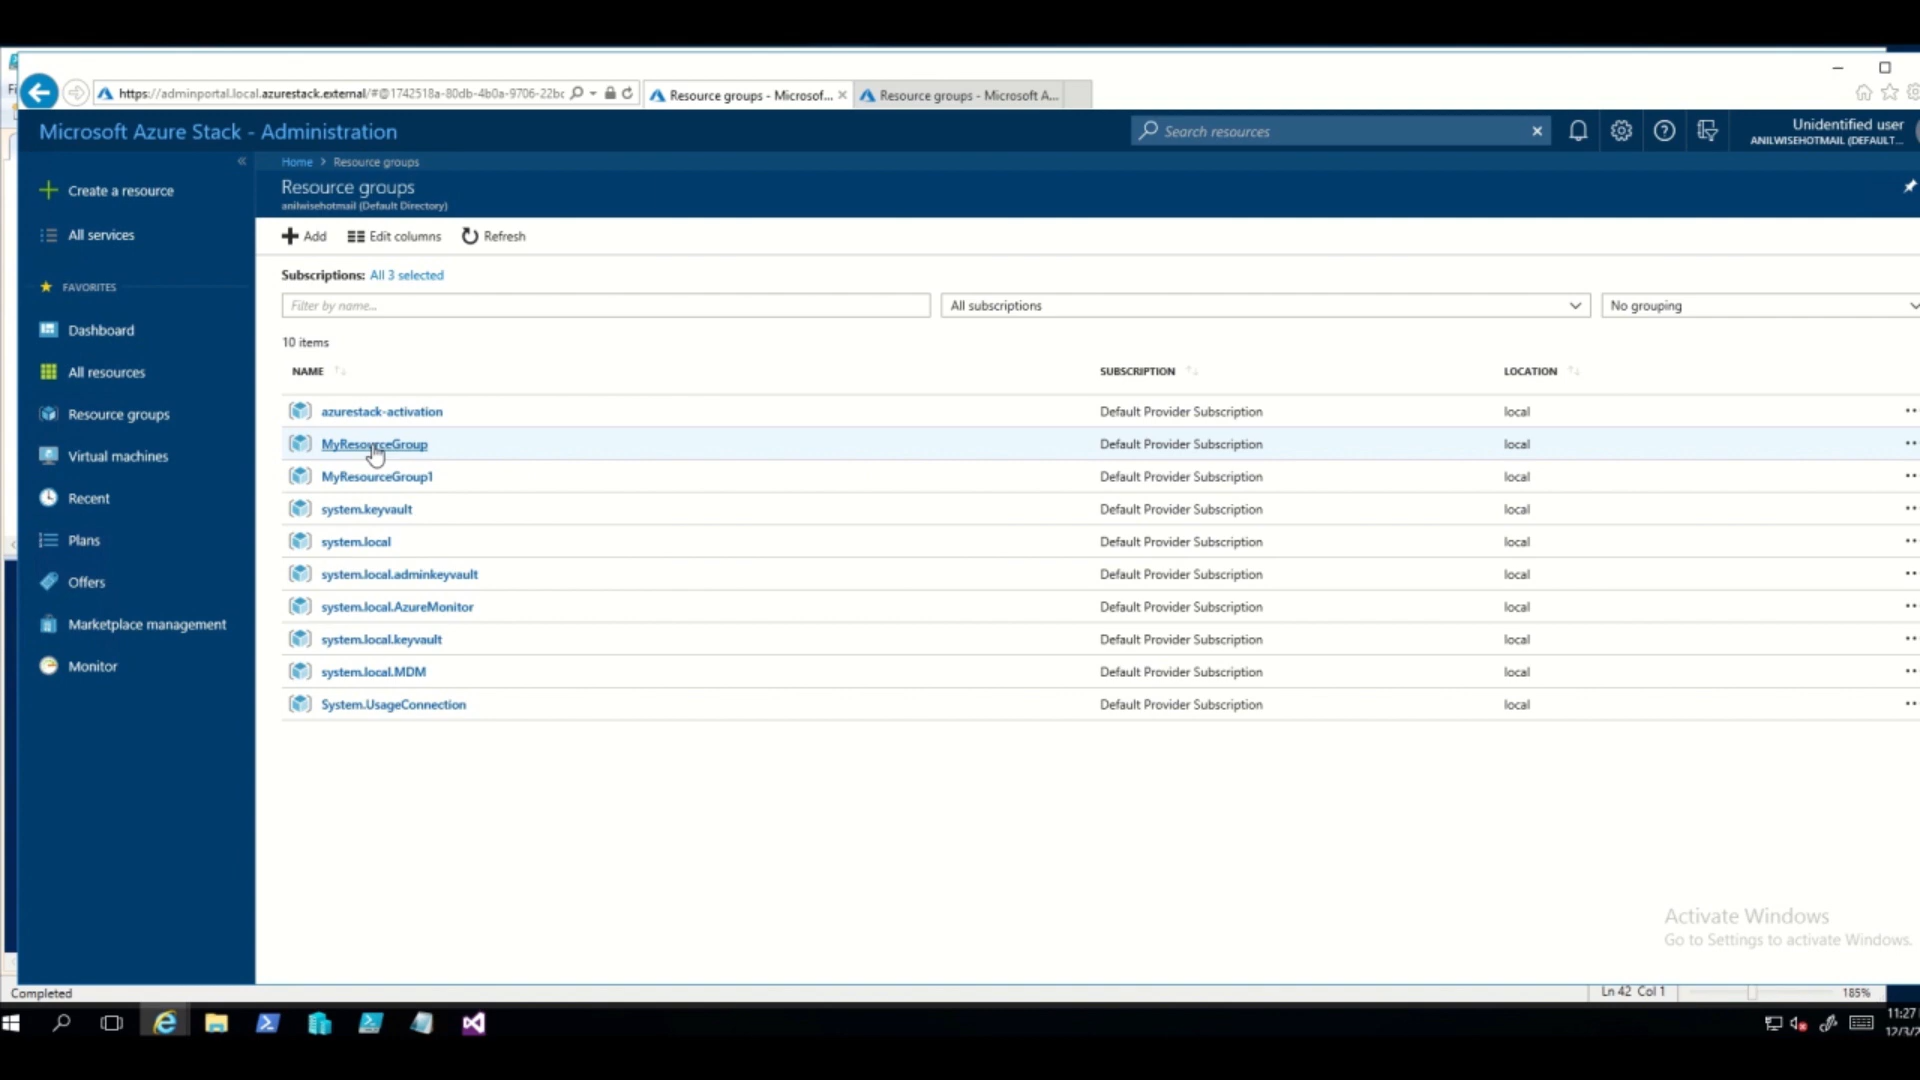 https://adminportal.local.azurestack.external/#@1742518a-80db-4b0a-9706-22bc
Resource groups - Microsof...
Resource groups - Microsoft A...
Microsoft Azure Stack - Administration
Search resources
Unidentified user
ANILWISEHOTMAIL (DEFAULT...
Home > Resource groups
Resource groups
anilwisehotmail (Default Directory)
Create a resource
All services
FAVORITES
Dashboard
All resources
Resource groups
Virtual machines
Recent
Plans
Offers
Marketplace management
Monitor
Add Edit columns Refresh
Subscriptions: All 3 selected
Filter by name...
All subscriptions
No grouping
10 items
NAME SUBSCRIPTION LOCATION
azurestack-activation Default Provider Subscription local
MyResourceGroup Default Provider Subscription local
MyResourceGroup1 Default Provider Subscription local
system.keyvault Default Provider Subscription local
system.local Default Provider Subscription local
system.local.adminkeyvault Default Provider Subscription local
system.local.AzureMonitor Default Provider Subscription local
system.local.keyvault Default Provider Subscription local
system.local.MDM Default Provider Subscription local
System.UsageConnection Default Provider Subscription local
Activate Windows
Go to Settings to activate Windows.
Completed
Ln 42 Col 1
185%
11:27
12/3/2